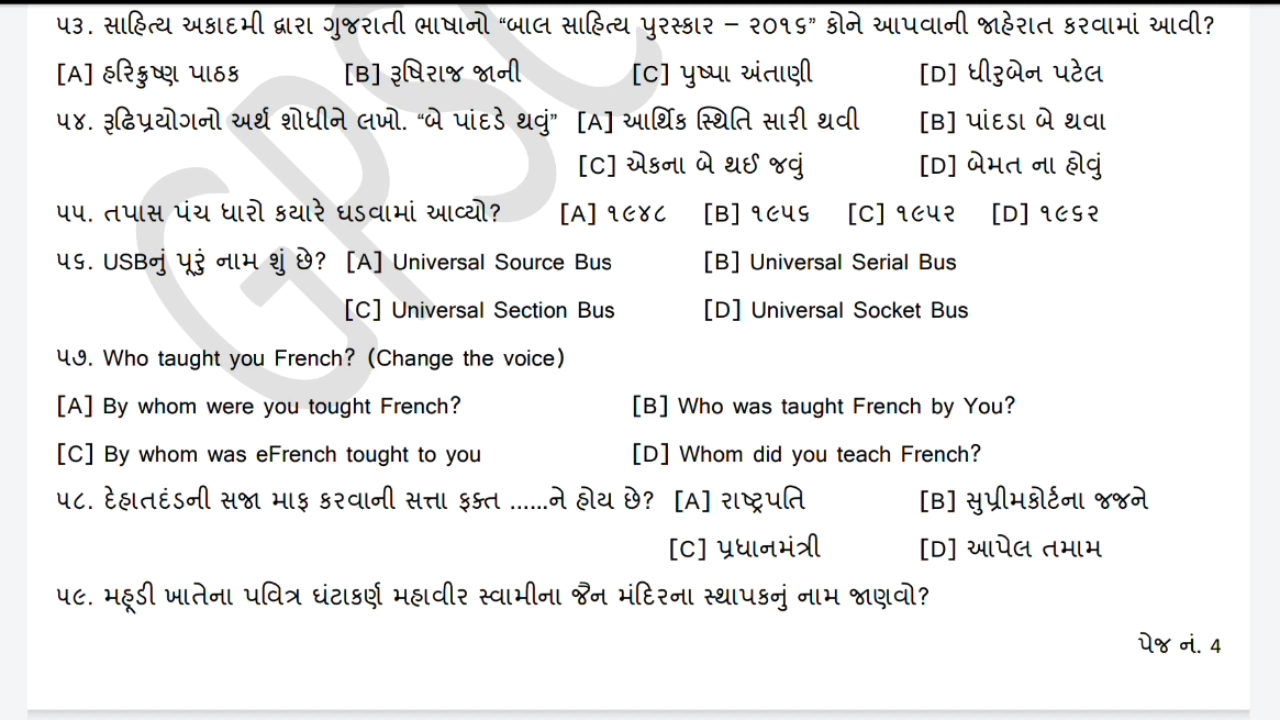 ૫૩. સાહિત્ય અકાદમી દ્વારા ગુજરાતી ભાષાનો “બાલ સાહિત્ય પુરસ્કાર – ૨૦૧૬” કોને આપવાની જાહેરાત કરવામાં આવી?
[A] હરિક્રુષ્ણ પાઠક [B] રૂષિરાજ જાની [C] પુષ્પા અંતાણી [D] ધીરુબેન પટેલ
૫૪. રૂઢિપ્રયોગનો અર્થ શોધીને લખો. “બે પાંદડે થવું” [A] આર્થિક સ્થિતિ સારી થવી [B] પાંદડા બે થવા
[C] એકના બે થઈ જવું [D] બેમત ના હોવું
૫૫. તપાસ પંચ ધારો કયારે ઘડવામાં આવ્યો? [A] ૧૯૪૮ [B] ૧૯૫૬ [C] ૧૯૫૨ [D] ૧૯૬૨
૫૬. USBનું પૂરું નામ શું છે? [A] Universal Source Bus [B] Universal Serial Bus
[C] Universal Section Bus [D] Universal Socket Bus
૫૭. Who taught you French? (Change the voice)
[A] By whom were you tought French? [B] Who was taught French by You?
[C] By whom was eFrench tought to you [D] Whom did you teach French?
૫૮. દેહાતદંડની સજા માફ કરવાની સત્તા ફક્ત ......ને હોય છે? [A] રાષ્ટ્રપતિ [B] સુપ્રીમકોર્ટના જજને
[C] પ્રધાનમંત્રી [D] આપેલ તમામ
૫૯. મહૂડી ખાતેના પવિત્ર ઘંટાકર્ણ મહાવીર સ્વામીના જૈન મંદિરના સ્થાપકનું નામ જાણવો?
પેજ નં. 4
GPSC